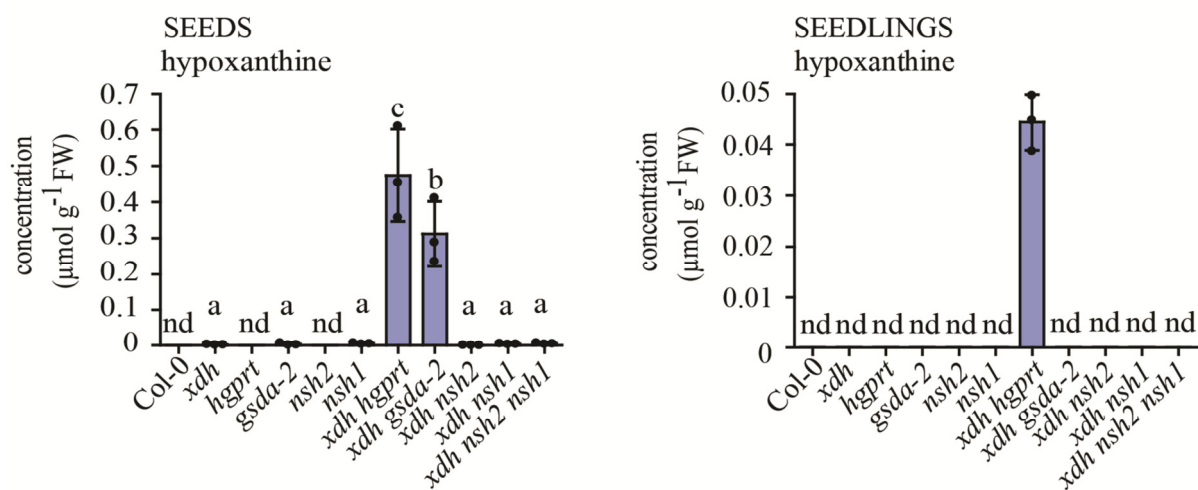 SEEDS
hypoxanthine
concentration
(µmol g-1 FW)
0.7
0.6
0.5
0.4
0.3
0.2
0.1
0
nd
a
nd
a
nd
a
c
b
a
a
a
Col-0
xdh
hgprt
gsda-2
nsh2
nsh1
xdh hgprt
xdh gsda-2
xdh nsh2
xdh nsh1
xdh nsh2 nsh1
SEEDLINGS
hypoxanthine
concentration
(µmol g-1 FW)
0.05
0.04
0.03
0.02
0.01
0
nd
nd
nd
nd
nd
nd
nd
nd
nd
nd
Col-0
xdh
hgprt
gsda-2
nsh2
nsh1
xdh hgprt
xdh gsda-2
xdh nsh2
xdh nsh1
xdh nsh2 nsh1